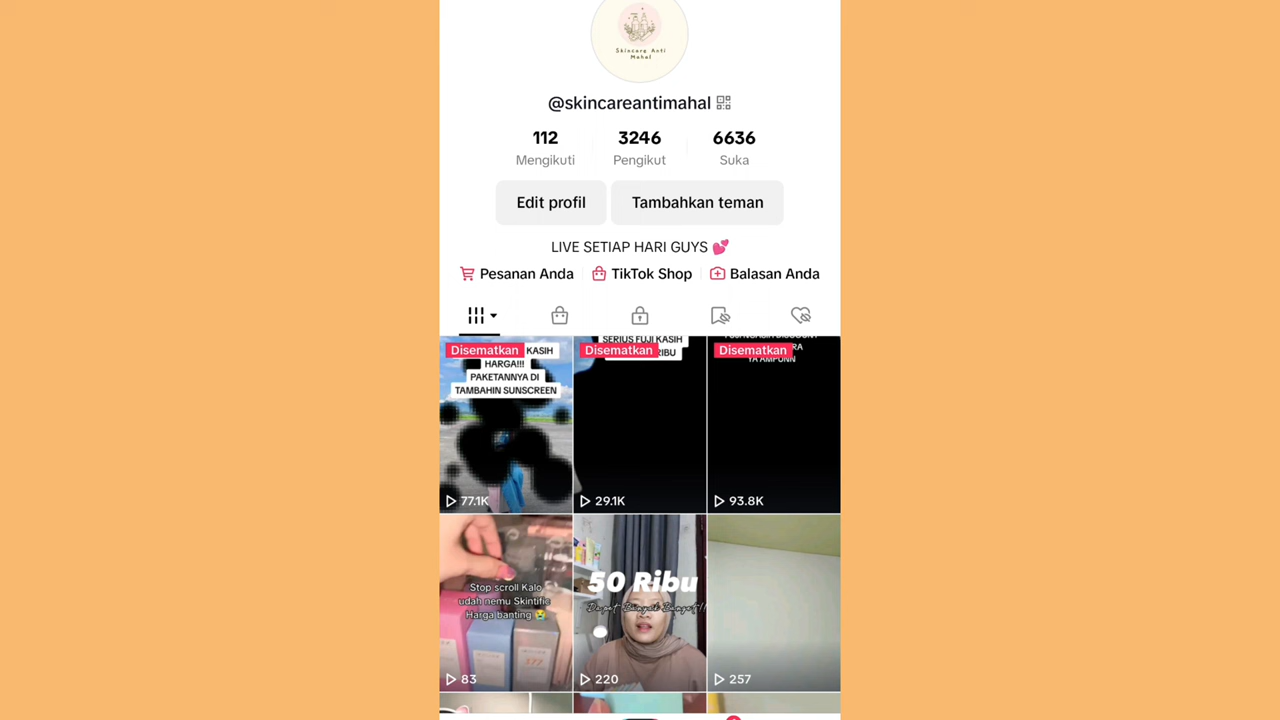 Skincare Anti
Mahal
@skincareantimahal
112
Mengikuti
3246
Pengikut
6636
Suka
Edit profil
Tambahkan teman
LIVE SETIAP HARI GUYS
Pesanan Anda
TikTok Shop
Balasan Anda
Disematkan
KASIH
HARGA!!!
PAKETANNYA DI
TAMBAHIN SUNSCREEN
77.1K
SERIUS FUJI KASIH
Disematkan
RIBU
29.1K
Disematkan
YA AMPUNN
93.8K
Stop scroll Kalo
udah nemu Skintific
Harga banting
83
50 Ribu
Dapet Banyak Banget!!
220
257